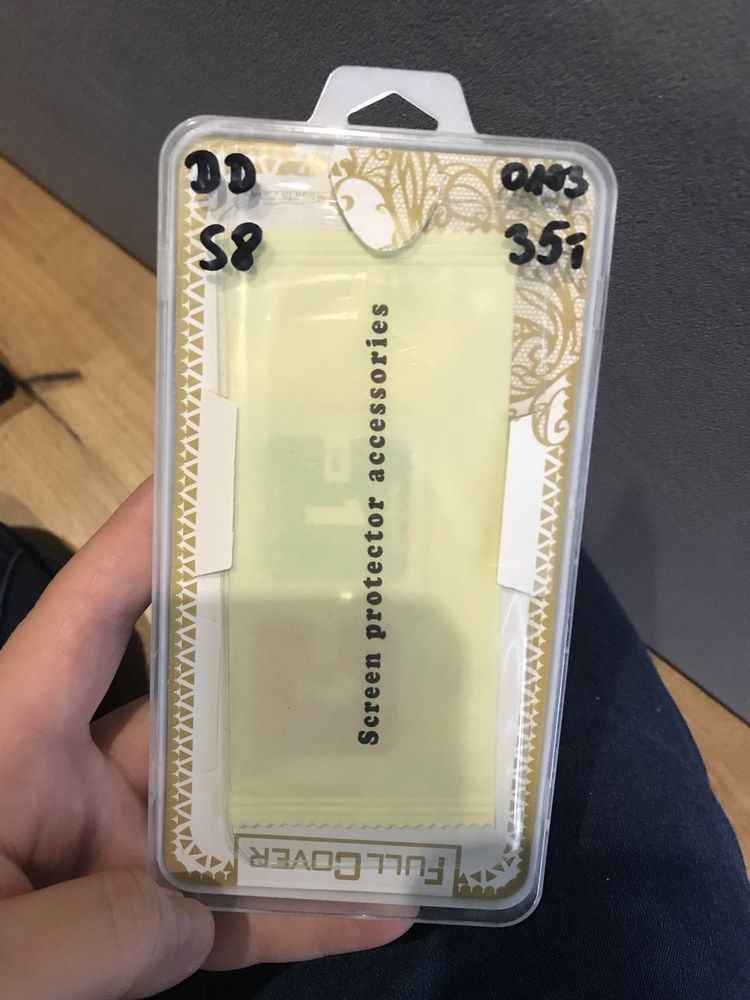 DD
S8
35i
Screen protector accessories
FULL COVER